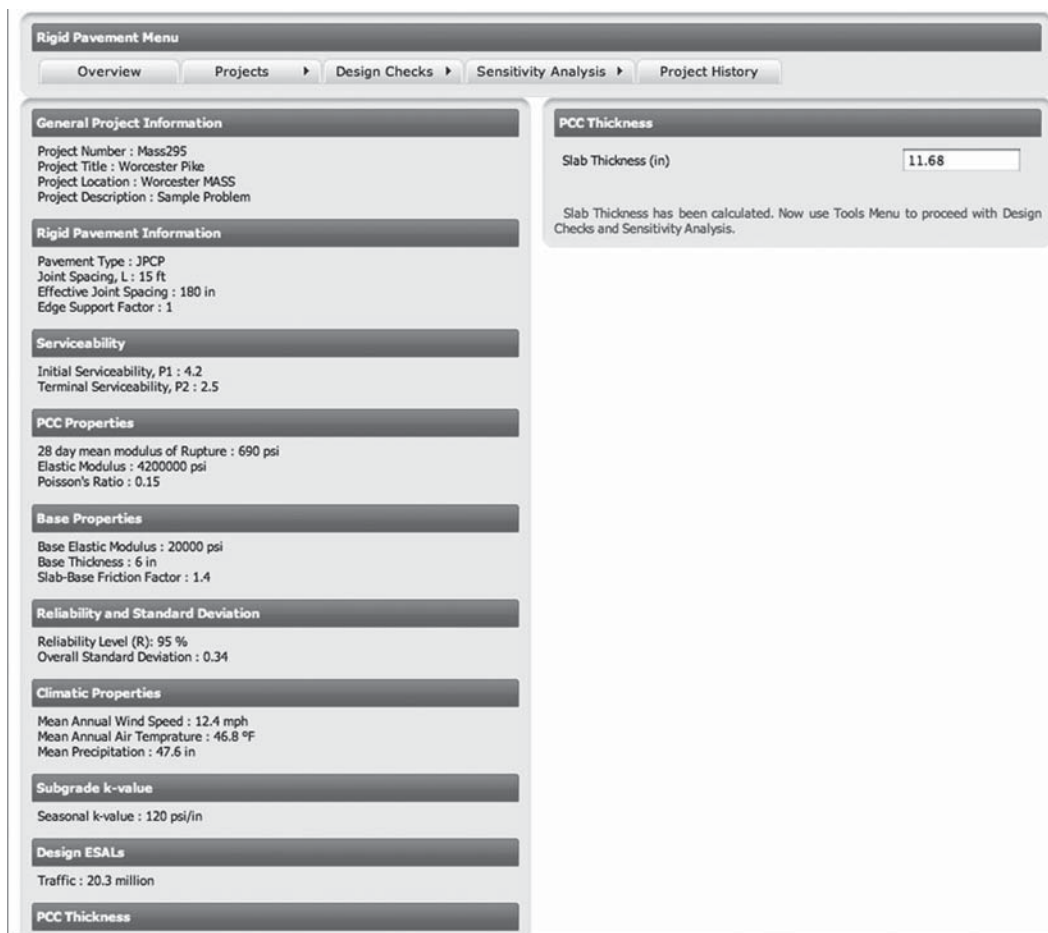 Rigid Pavement Menu
Overview Projects Design Checks Sensitivity Analysis Project History
General Project Information
Project Number : Mass295
Project Title : Worcester Pike
Project Location : Worcester MASS
Project Description : Sample Problem
Rigid Pavement Information
Pavement Type : JPCP
Joint Spacing, L : 15 ft
Effective Joint Spacing : 180 in
Edge Support Factor : 1
Serviceability
Initial Serviceability, P1 : 4.2
Terminal Serviceability, P2 : 2.5
PCC Properties
28 day mean modulus of Rupture : 690 psi
Elastic Modulus : 4200000 psi
Poisson's Ratio : 0.15
Base Properties
Base Elastic Modulus : 20000 psi
Base Thickness : 6 in
Slab-Base Friction Factor : 1.4
Reliability and Standard Deviation
Reliability Level (R): 95 %
Overall Standard Deviation : 0.34
Climatic Properties
Mean Annual Wind Speed : 12.4 mph
Mean Annual Air Temprature : 46.8 ºF
Mean Precipitation : 47.6 in
Subgrade k-value
Seasonal k-value : 120 psi/in
Design ESALs
Traffic : 20.3 million
PCC Thickness
PCC Thickness
Slab Thickness (in) 11.68
Slab Thickness has been calculated. Now use Tools Menu to proceed with Design
Checks and Sensitivity Analysis.